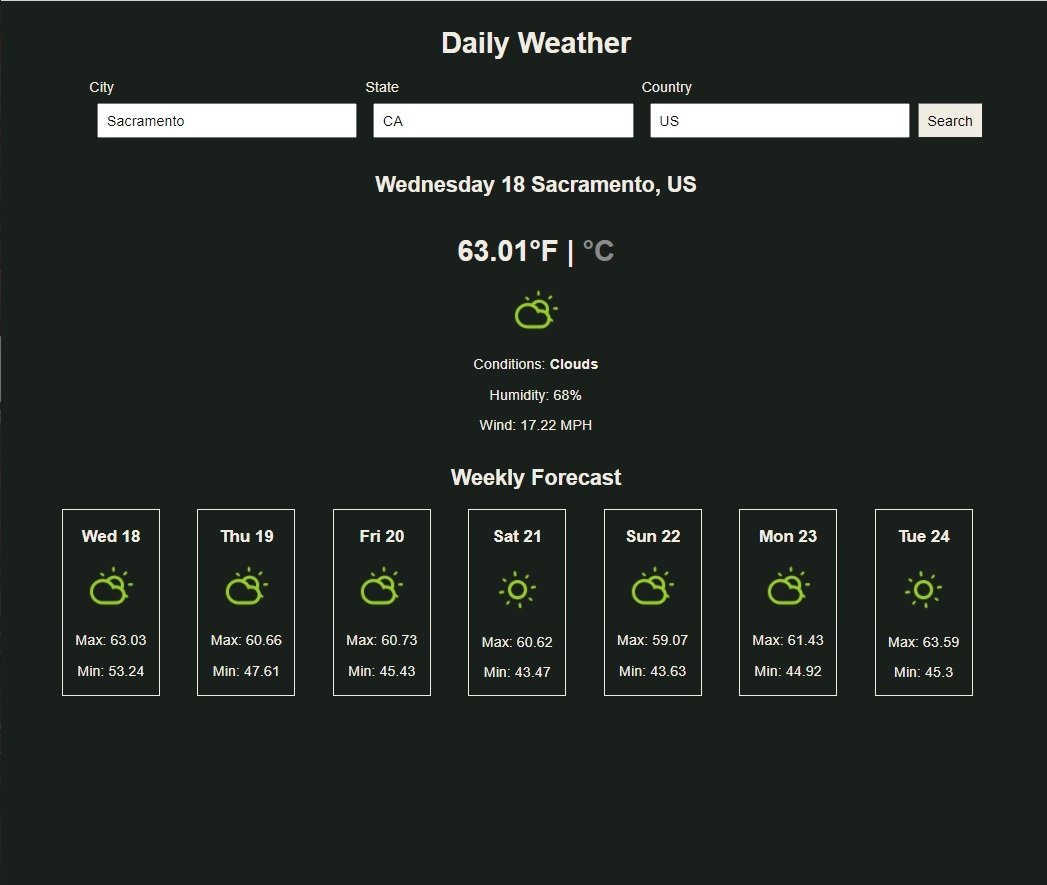 Daily Weather
City State Country
Sacramento CA US Search
Wednesday 18 Sacramento, US
63.01°F | °C
Conditions: Clouds
Humidity: 68%
Wind: 17.22 MPH
Weekly Forecast
Wed 18 Thu 19 Fri 20 Sat 21 Sun 22 Mon 23 Tue 24
Max: 63.03 Max: 60.66 Max: 60.73 Max: 60.62 Max: 59.07 Max: 61.43 Max: 63.59
Min: 53.24 Min: 47.61 Min: 45.43 Min: 43.47 Min: 43.63 Min: 44.92 Min: 45.3